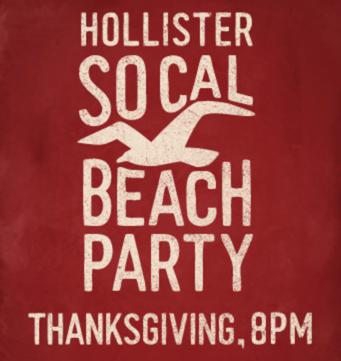 HOLLISTER
SO CAL
BEACH
PARTY
THANKSGIVING, 8PM